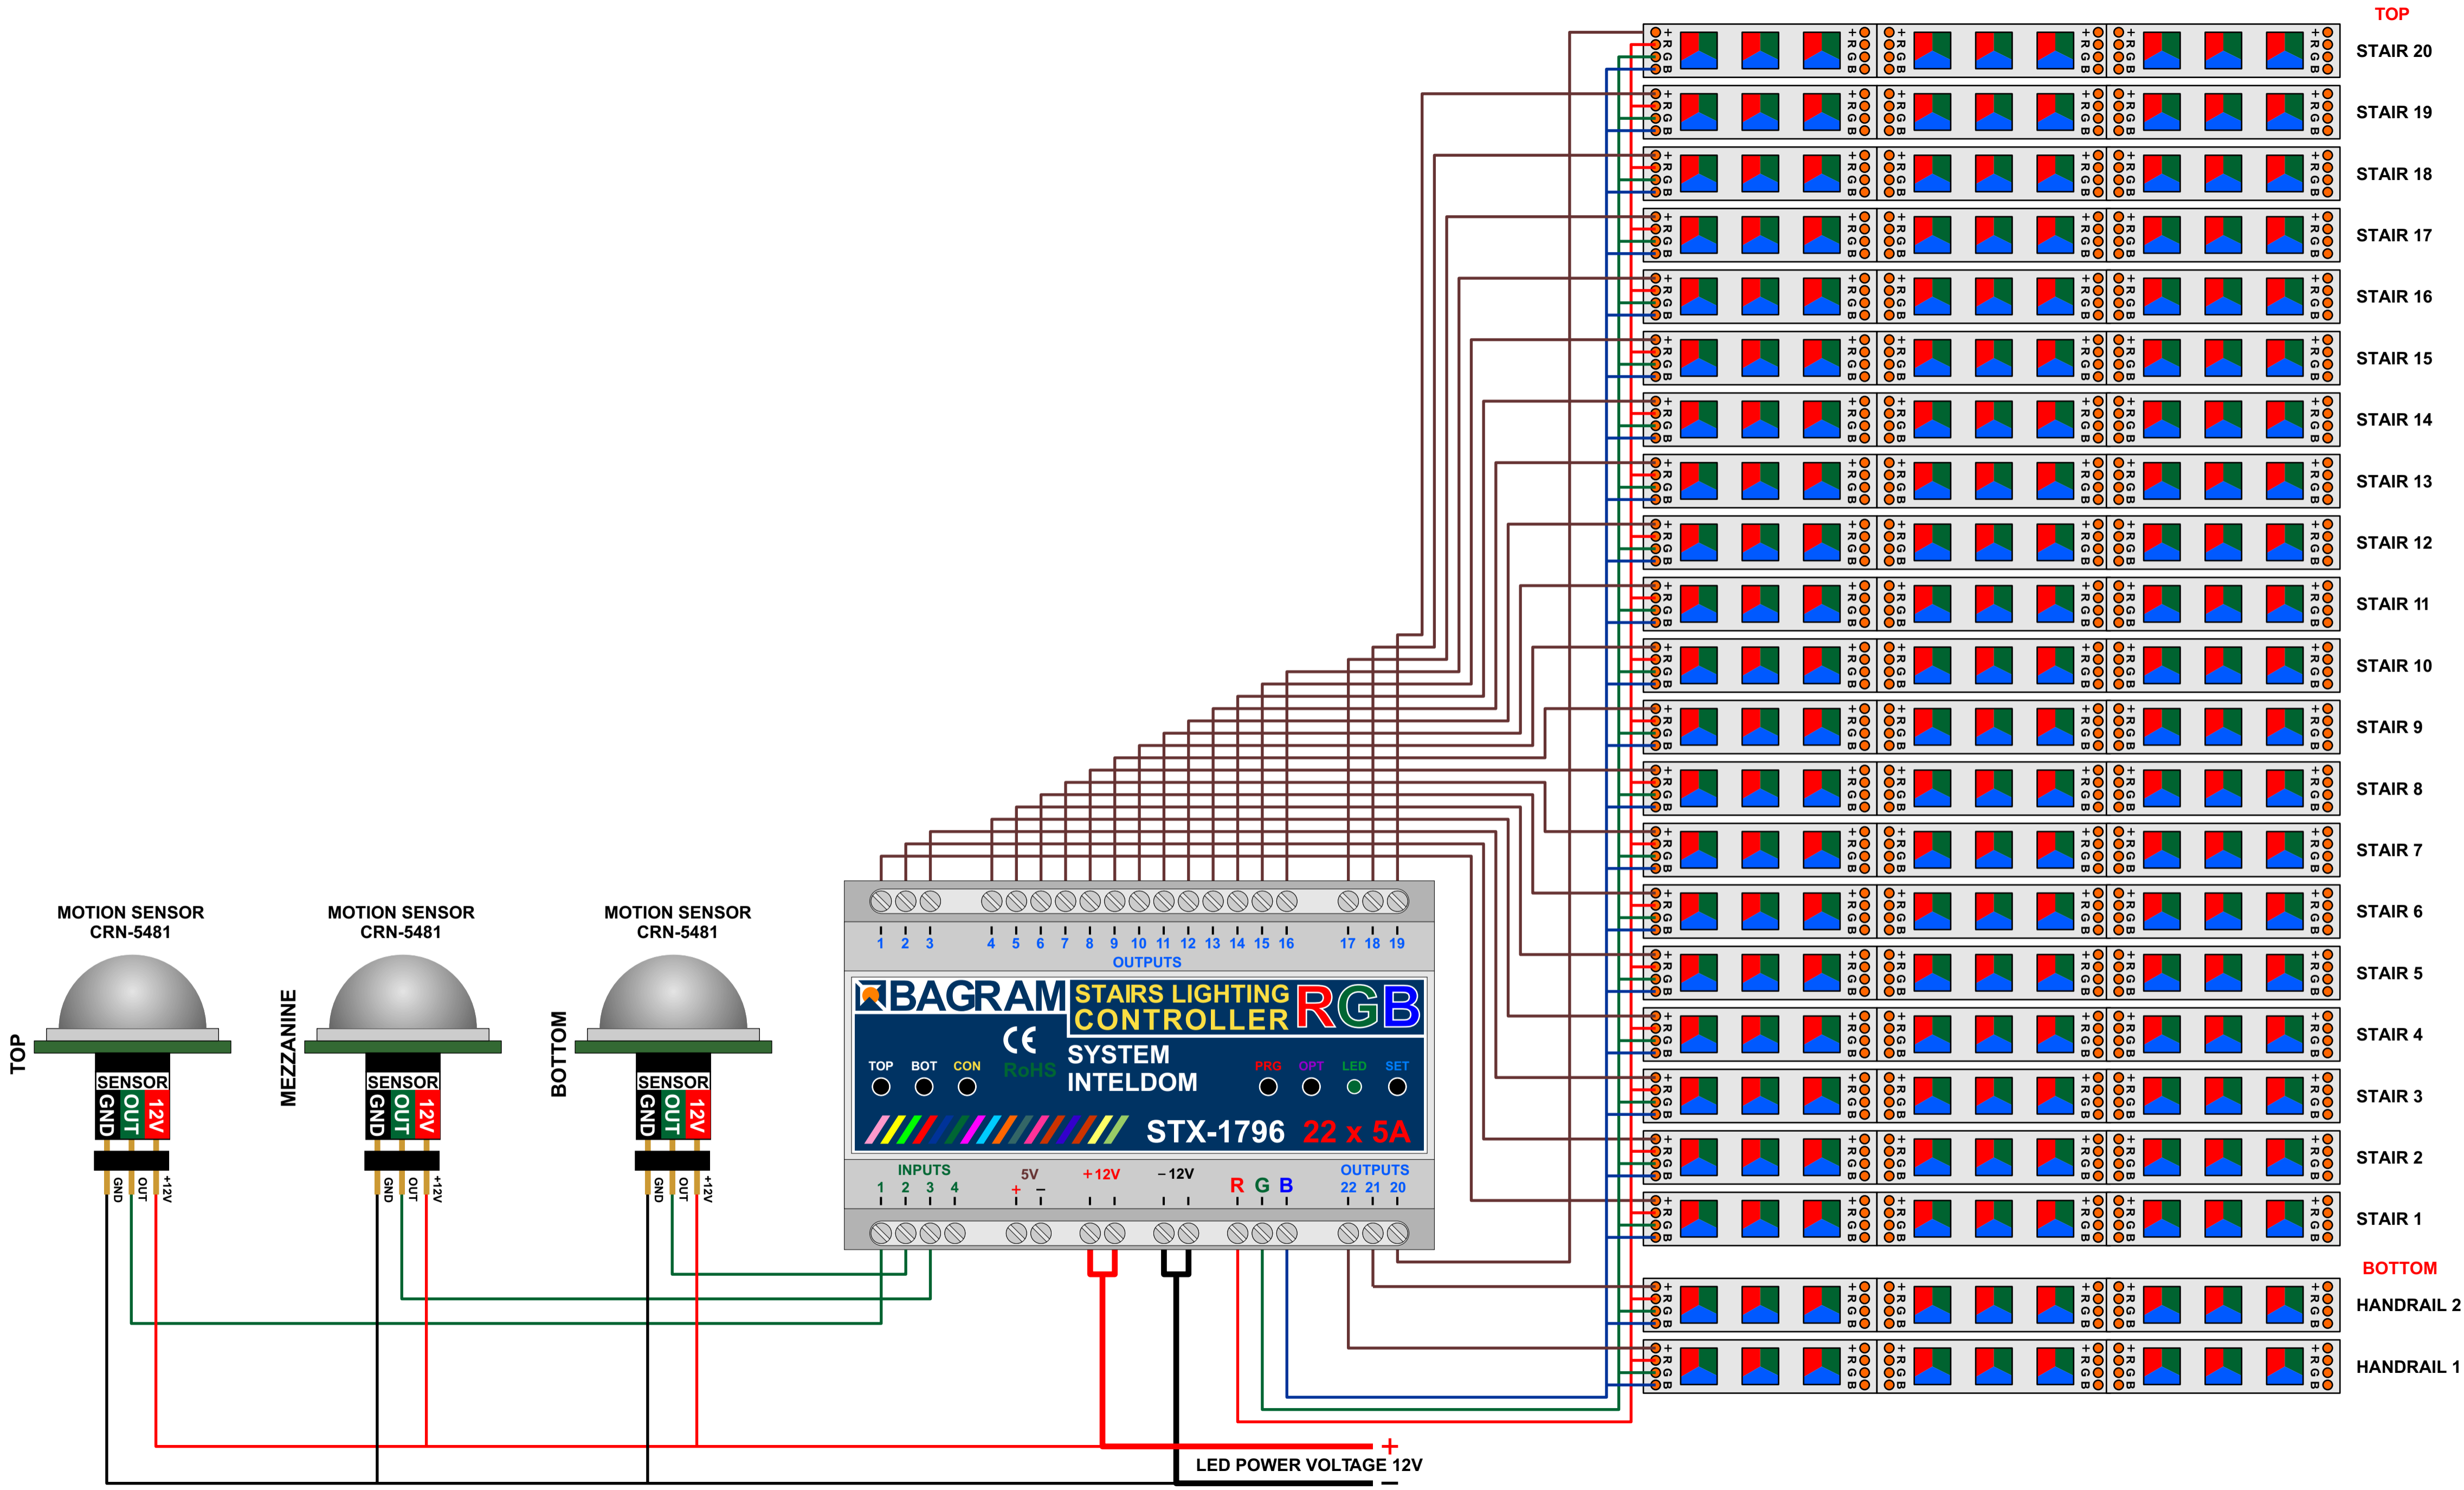 TOP
STAIR 20
STAIR 19
STAIR 18
STAIR 17
STAIR 16
STAIR 15
STAIR 14
STAIR 13
STAIR 12
STAIR 11
STAIR 10
STAIR 9
STAIR 8
STAIR 7
STAIR 6
STAIR 5
STAIR 4
STAIR 3
STAIR 2
STAIR 1
BOTTOM
HANDRAIL 2
HANDRAIL 1
+ R G B
MOTION SENSOR
CRN-5481
TOP
SENSOR
GND OUT 12V
GND OUT +12V
MOTION SENSOR
CRN-5481
MEZZANINE
SENSOR
GND OUT 12V
GND OUT +12V
MOTION SENSOR
CRN-5481
BOTTOM
SENSOR
GND OUT 12V
GND OUT +12V
1 2 3 4 5 6 7 8 9 10 11 12 13 14 15 16 17 18 19
OUTPUTS
BAGRAM
STAIRS LIGHTING
CONTROLLER
RGB
CE
RoHS
SYSTEM
INTELDOM
TOP BOT CON
PRG OPT LED SET
STX-1796 22 x 5A
INPUTS
1 2 3 4
5V
+ −
+12V
−12V
R G B
OUTPUTS
22 21 20
+
LED POWER VOLTAGE 12V
−